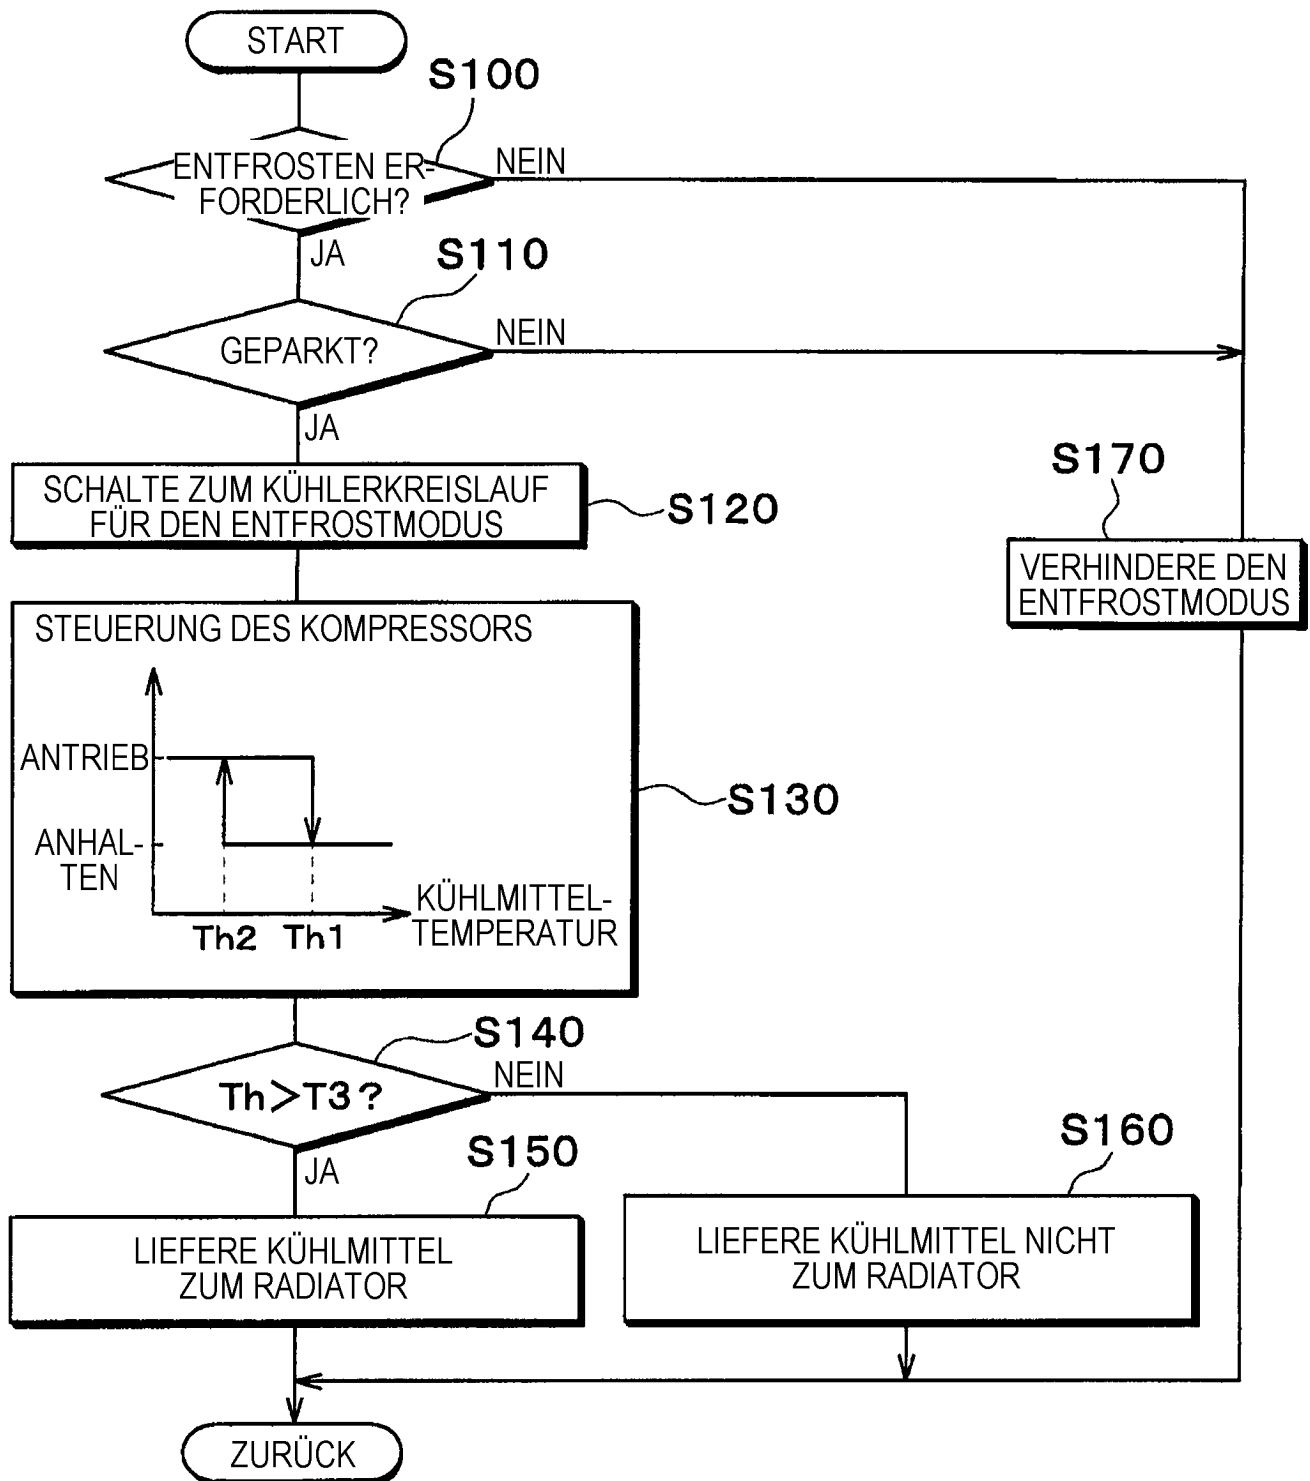 START
S100
ENTFROSTEN ER-
FORDERLICH?
NEIN
JA
S110
GEPARKT?
NEIN
JA
SCHALTE ZUM KÜHLERKREISLAUF
FÜR DEN ENTFROSTMODUS
S120
S170
VERHINDERE DEN
ENTFROSTMODUS
STEUERUNG DES KOMPRESSORS
ANTRIEB
ANHAL-
TEN
Th2
Th1
KÜHLMITTEL-
TEMPERATUR
S130
S140
Th>T3?
NEIN
JA
S150
LIEFERE KÜHLMITTEL
ZUM RADIATOR
S160
LIEFERE KÜHLMITTEL NICHT
ZUM RADIATOR
ZURÜCK